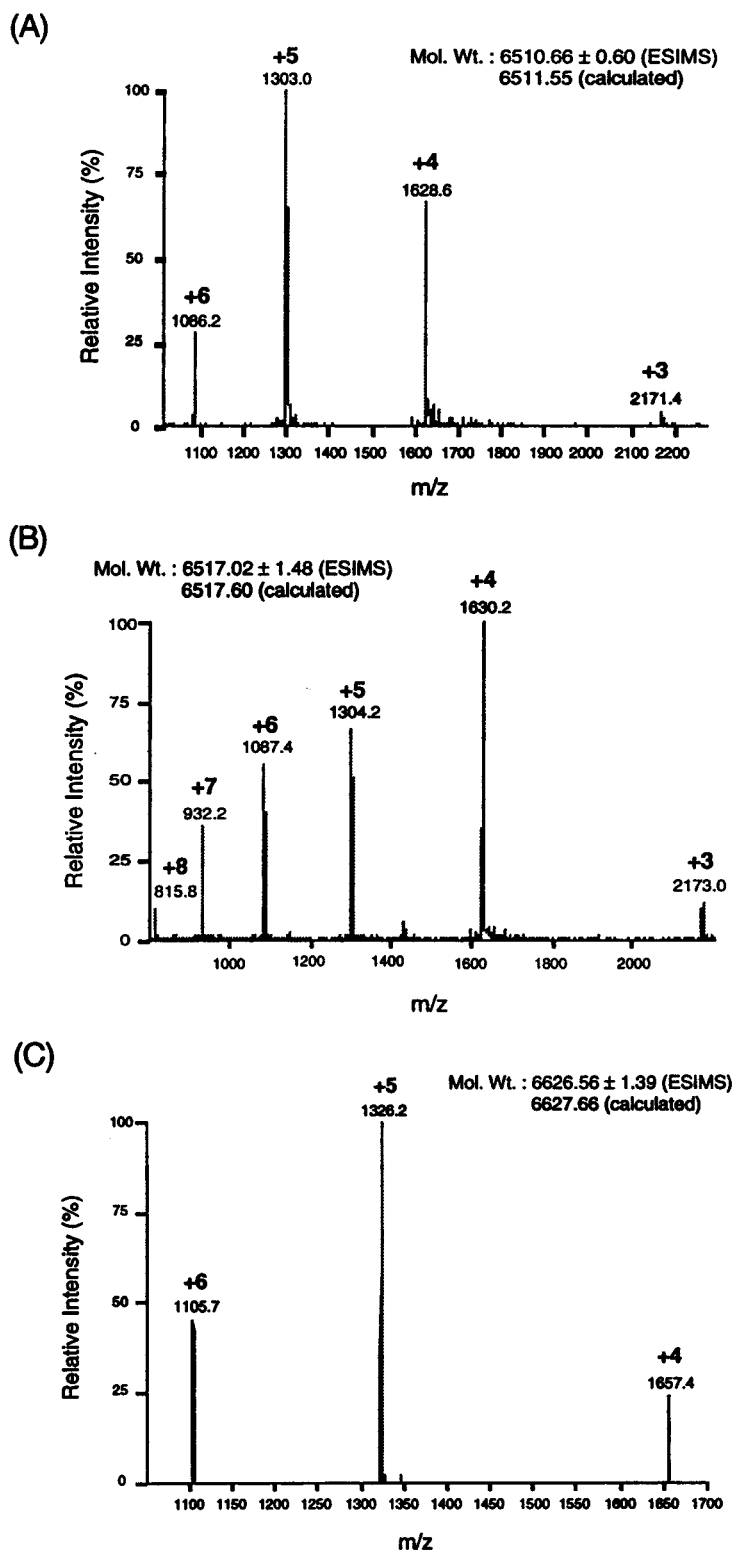 (A)
Mol. Wt. : 6510.66 ± 0.60 (ESIMS)
6511.55 (calculated)
+5
1303.0
+4
1628.6
+6
1086.2
+3
2171.4
Relative Intensity (%)
100
75
50
25
0
1100 1200 1300 1400 1500 1600 1700 1800 1900 2000 2100 2200
m/z
(B)
Mol. Wt. : 6517.02 ± 1.48 (ESIMS)
6517.60 (calculated)
+4
1630.2
+5
1304.2
+6
1087.4
+7
932.2
+8
815.8
+3
2173.0
Relative Intensity (%)
100
75
50
25
0
1000 1200 1400 1600 1800 2000
m/z
(C)
Mol. Wt. : 6626.56 ± 1.39 (ESIMS)
6627.66 (calculated)
+5
1326.2
+6
1105.7
+4
1657.4
Relative Intensity (%)
100
75
50
25
0
1100 1150 1200 1250 1300 1350 1400 1450 1500 1550 1600 1650 1700
m/z